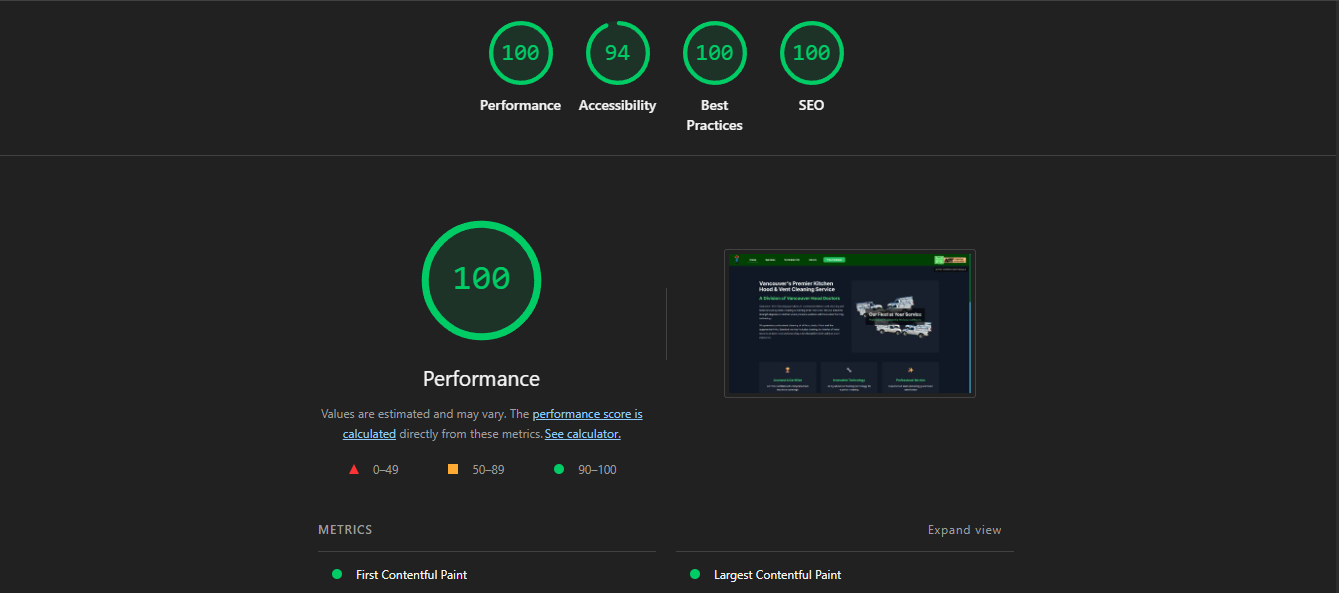 100
94
100
100
Performance
Accessibility
Best
Practices
SEO
100
Performance
Values are estimated and may vary. The performance score is
calculated directly from these metrics. See calculator.
0–49
50–89
90–100
Vancouver's Premier Kitchen
Hood & Vent Cleaning Service
A Division of Vancouver Hood Doctors
Our Fleet at Your Service
METRICS
Expand view
First Contentful Paint
Largest Contentful Paint